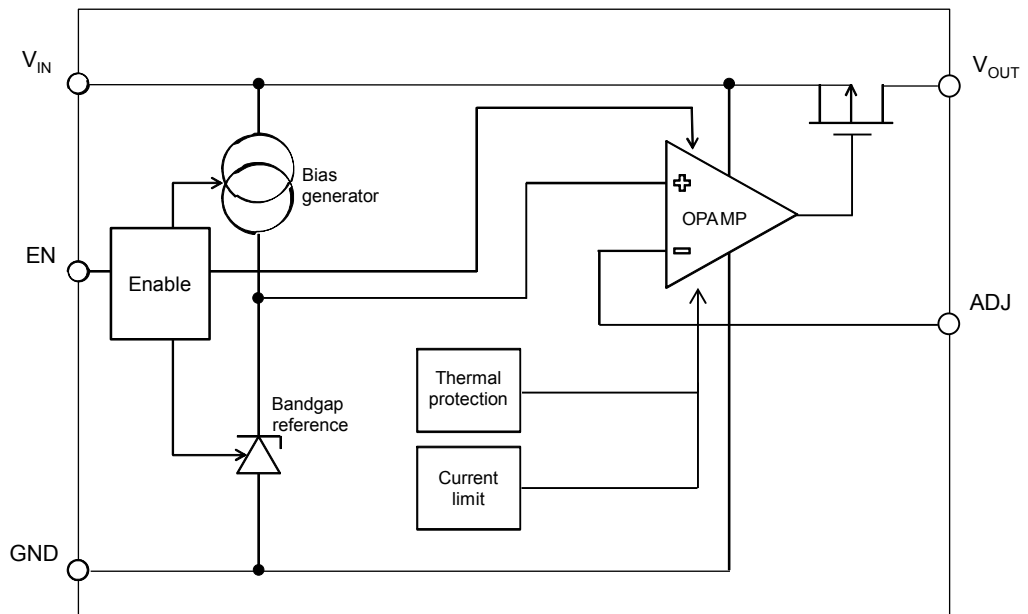 VIN
VOUT
Bias
generator
OPAMP
EN
Enable
ADJ
Thermal
protection
Bandgap
reference
Current
limit
GND